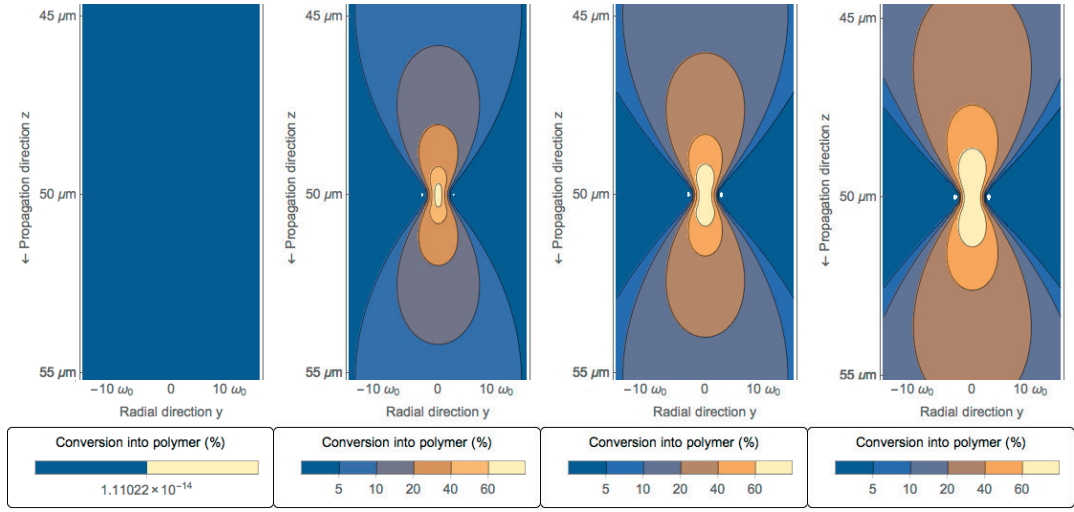 45 μm
50 μm
55 μm
← Propagation direction z
−10 ω0
0
10 ω0
Radial direction y
Conversion into polymer (%)
1.11022 × 10−14
45 μm
50 μm
55 μm
← Propagation direction z
−10 ω0
0
10 ω0
Radial direction y
Conversion into polymer (%)
5 10 20 40 60
45 μm
50 μm
55 μm
← Propagation direction z
−10 ω0
0
10 ω0
Radial direction y
Conversion into polymer (%)
5 10 20 40 60
45 μm
50 μm
55 μm
← Propagation direction z
−10 ω0
0
10 ω0
Radial direction y
Conversion into polymer (%)
5 10 20 40 60